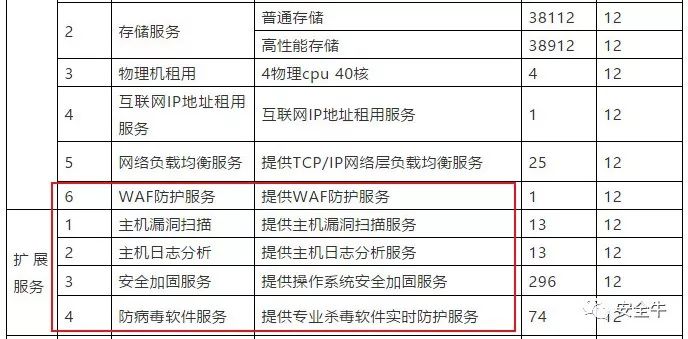 2 存储服务 普通存储 38112 12
高性能存储 38912 12
3 物理机租用 4物理cpu 40核 4 12
4 互联网IP地址租用服务 互联网IP地址租用服务 1 12
5 网络负载均衡服务 提供TCP/IP网络层负载均衡服务 25 12
6 WAF防护服务 提供WAF防护服务 1 12
扩展服务 1 主机漏洞扫描 提供主机漏洞扫描服务 13 12
2 主机日志分析 提供主机日志分析服务 13 12
3 安全加固服务 提供操作系统安全加固服务 296 12
4 防病毒软件服务 提供专业杀毒软件实时防护服务 74 12
安全牛